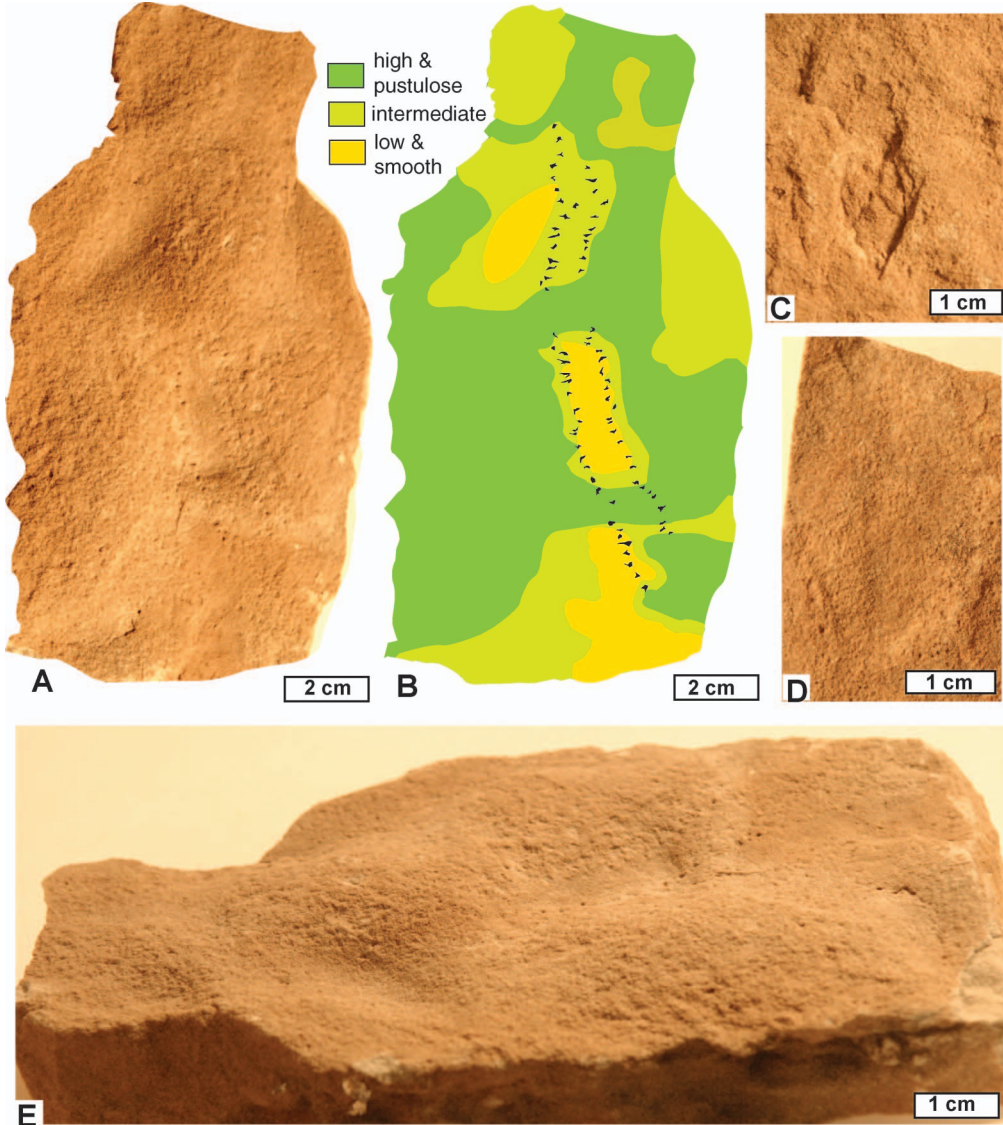 high &
pustulose
intermediate
low &
smooth
A
2 cm
B
2 cm
C
1 cm
D
1 cm
E
1 cm